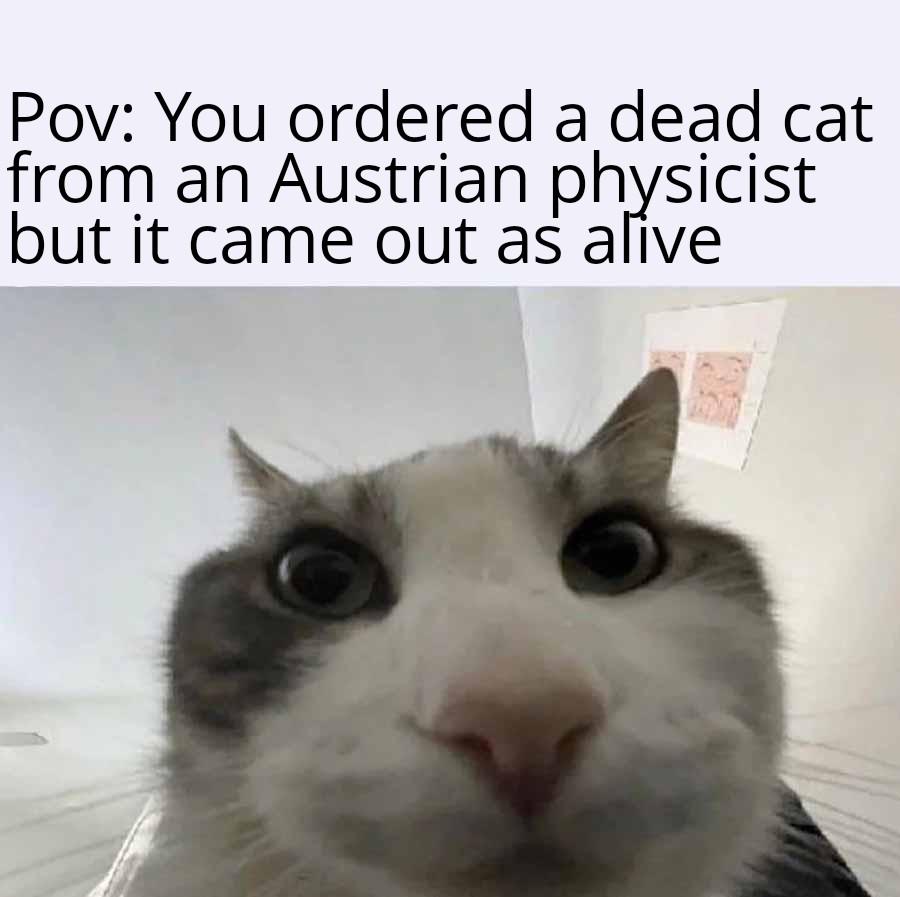 Pov: You ordered a dead cat
from an Austrian physicist
but it came out as alive